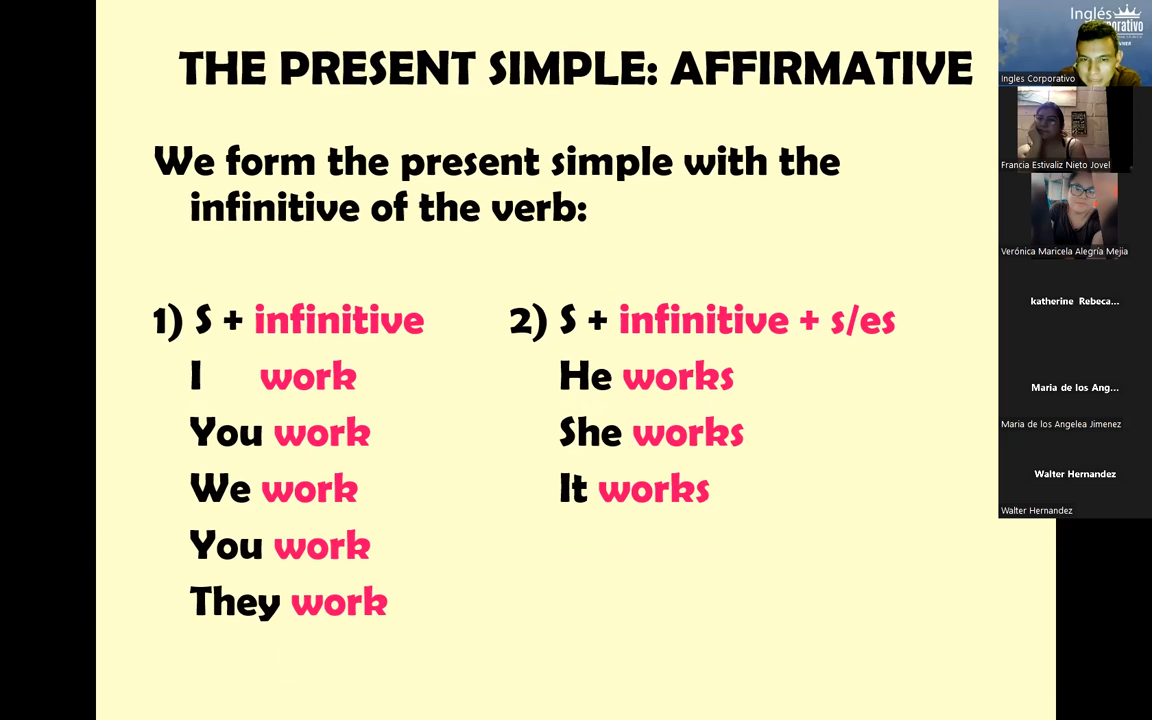 THE PRESENT SIMPLE: AFFIRMATIVE
We form the present simple with the
infinitive of the verb:
1) S + infinitive
I work
You work
We work
You work
They work
2) S + infinitive + s/es
He works
She works
It works
Inglés
Ingles Corporativo
Francia Estivaliz Nieto Jovel
Verónica Maricela Alegría Mejia
katherine Rebeca...
Maria de los Ang...
Maria de los Angelea Jimenez
Walter Hernandez
Walter Hernandez